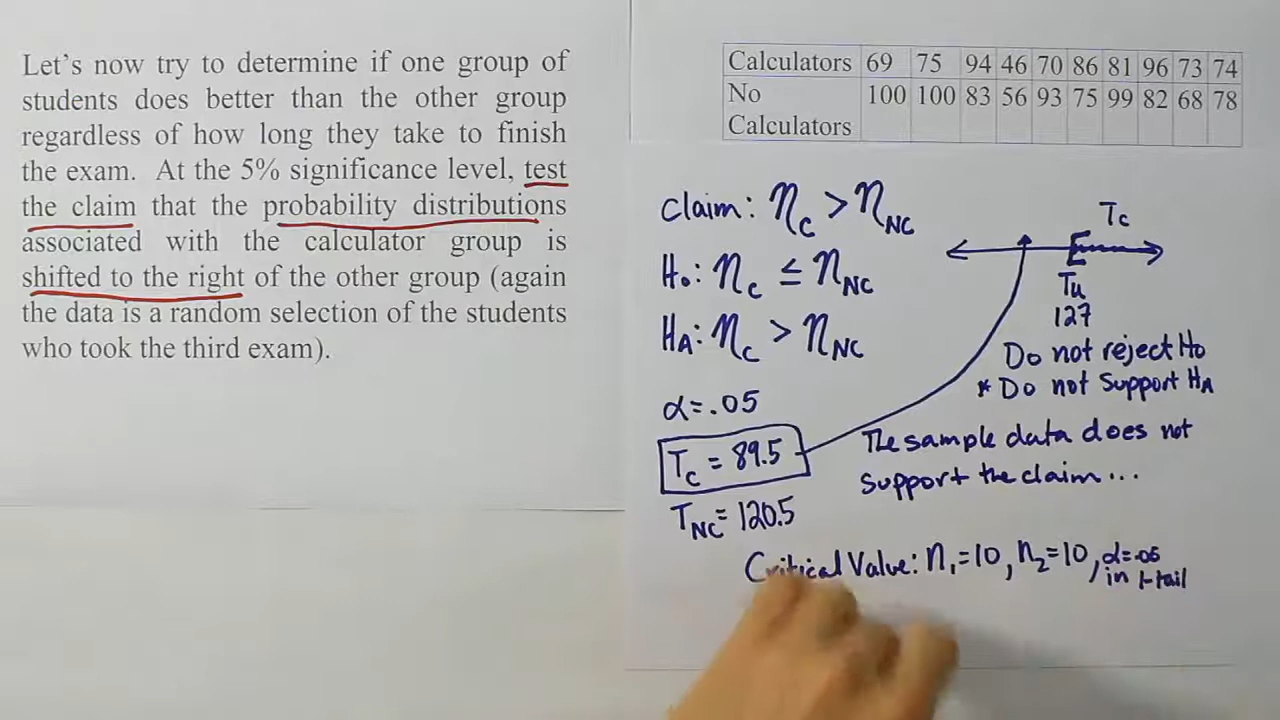 Let's now try to determine if one group of
students does better than the other group
regardless of how long they take to finish
the exam. At the 5% significance level, test
the claim that the probability distributions
associated with the calculator group is
shifted to the right of the other group (again
the data is a random selection of the students
who took the third exam).
Calculators 69 75 94 46 70 86 81 96 73 74
No 100 100 83 56 93 75 99 82 68 78
Calculators
Claim: η_C > η_NC
H₀: η_C ≤ η_NC
H_A: η_C > η_NC
α = .05
T_C = 89.5
T_NC = 120.5
T_C
T_U
127
Do not reject H₀
* Do not support H_A
The sample data does not
support the claim...
Critical Value: n₁=10, n₂=10, α=.05
in 1-tail